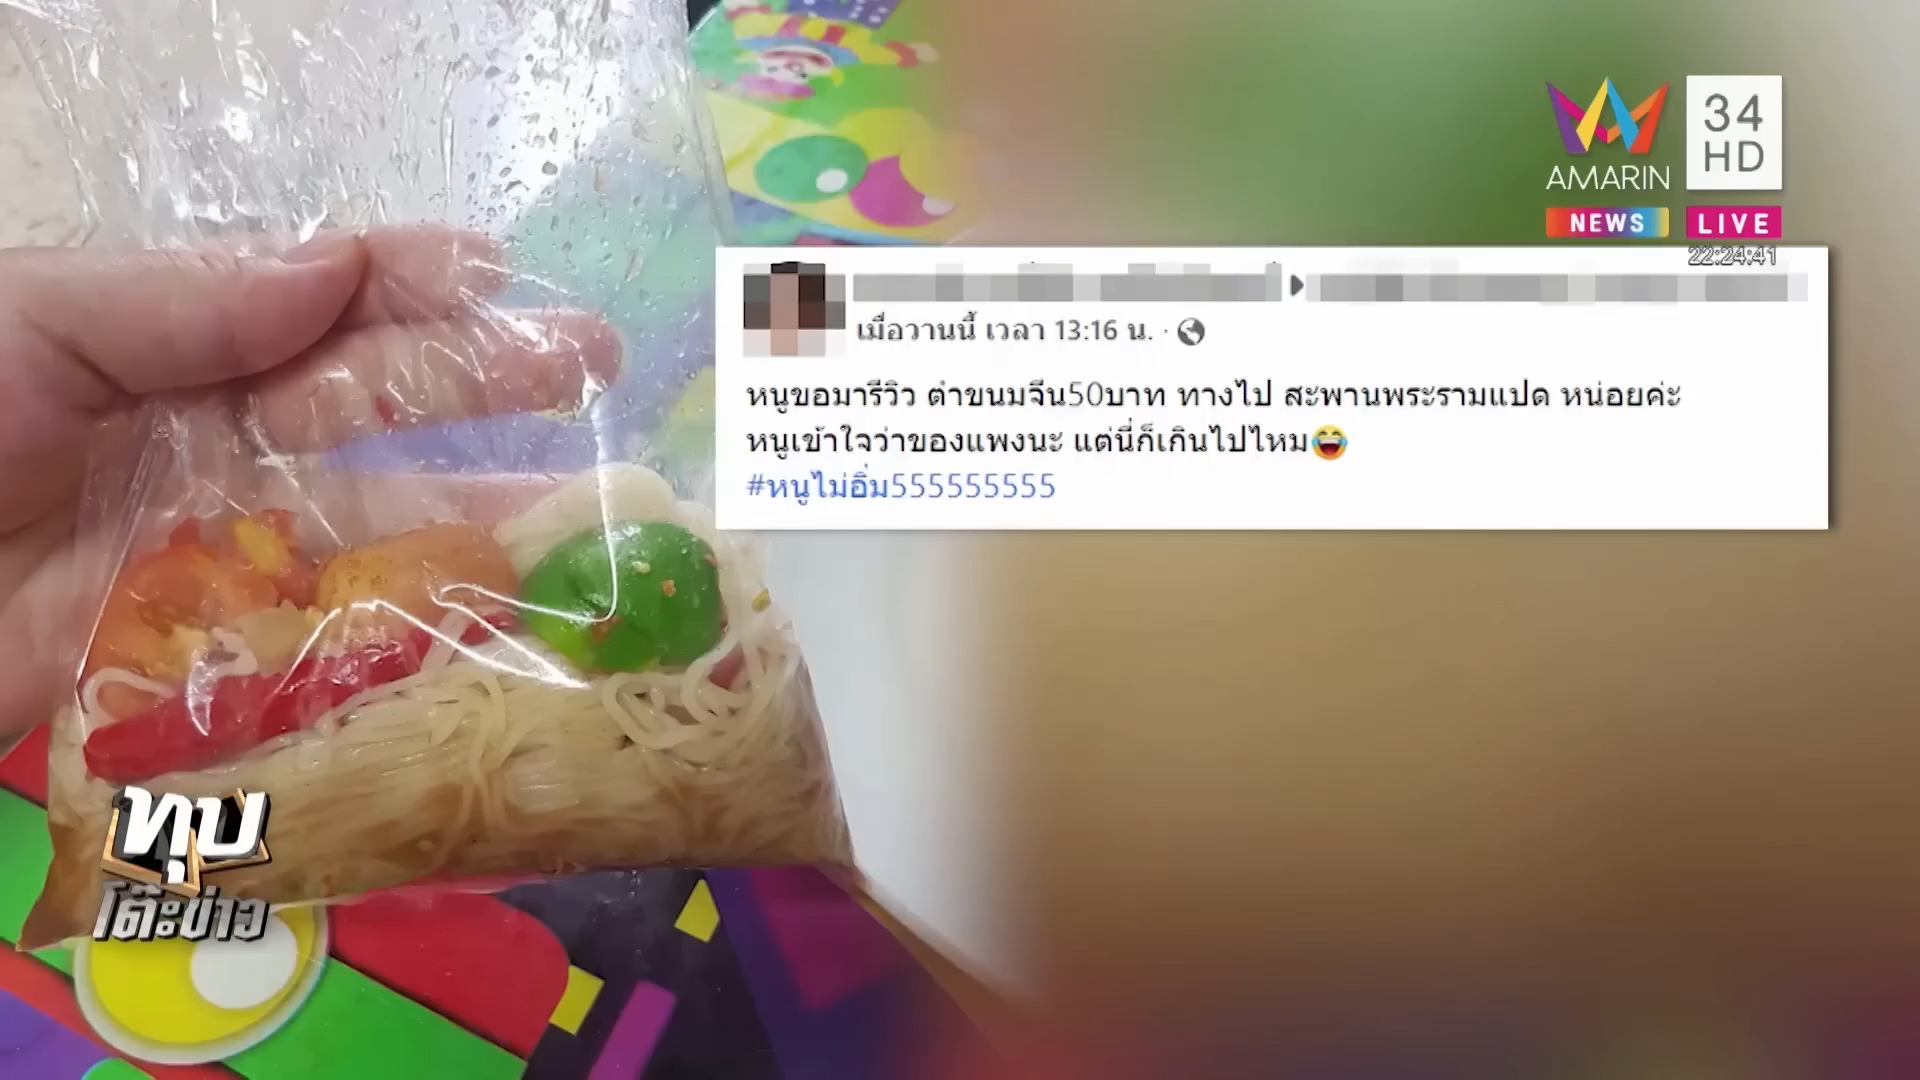 AMARIN
34
HD
NEWS
LIVE
22:24:41
เมื่อวานนี้ เวลา 13:16 น. ·
หนูขอมารีวิว ตำขนมจีน50บาท ทางไป สะพานพระรามแปด หน่อยค่ะ
หนูเข้าใจว่าของแพงนะ แต่นี่ก็เกินไปไหม😂
#หนูไม่อิ่ม555555555
ทุบ
โต๊ะข่าว